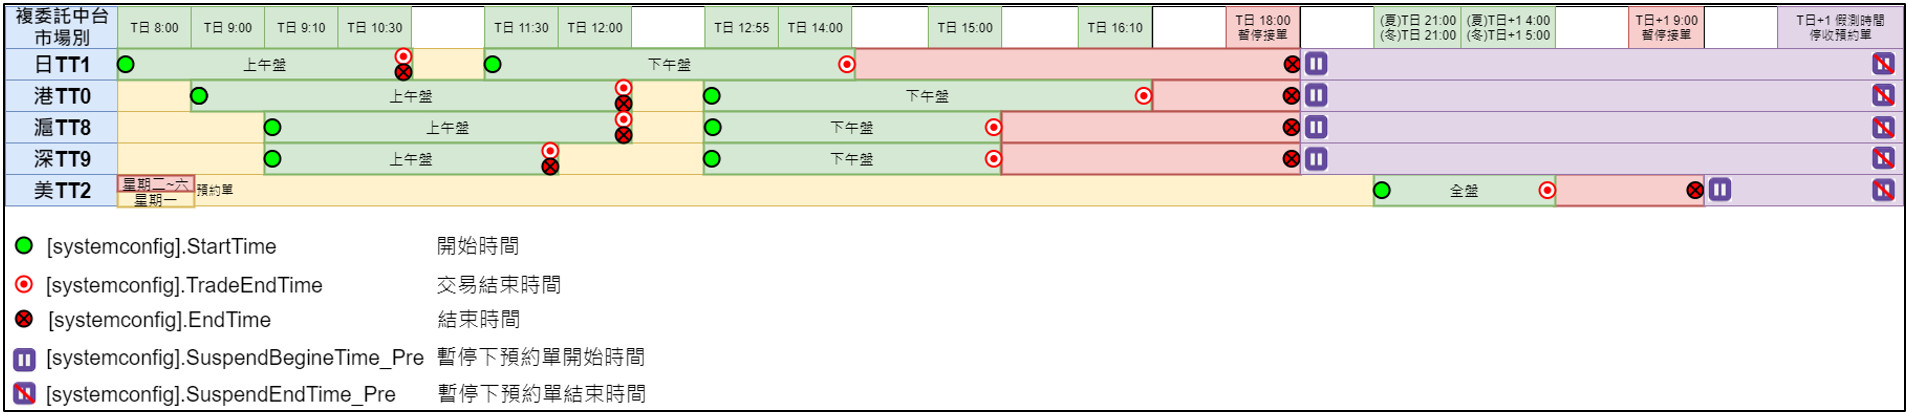 複委託中台
市場別
T日 8:00
T日 9:00
T日 9:10
T日 10:30
T日 11:30
T日 12:00
T日 12:55
T日 14:00
T日 15:00
T日 16:10
T日 18:00
暫停接單
(夏)T日 21:00
(冬)T日 21:00
(夏)T日+1 4:00
(冬)T日+1 5:00
T日+1 9:00
暫停接單
T日+1 假測時間
停收預約單
日TT1
上午盤
下午盤
港TT0
上午盤
下午盤
滬TT8
上午盤
下午盤
深TT9
上午盤
下午盤
美TT2
星期二~六
星期一
預約單
全盤
[systemconfig].StartTime 開始時間
[systemconfig].TradeEndTime 交易結束時間
[systemconfig].EndTime 結束時間
[systemconfig].SuspendBegineTime_Pre 暫停下預約單開始時間
[systemconfig].SuspendEndTime_Pre 暫停下預約單結束時間